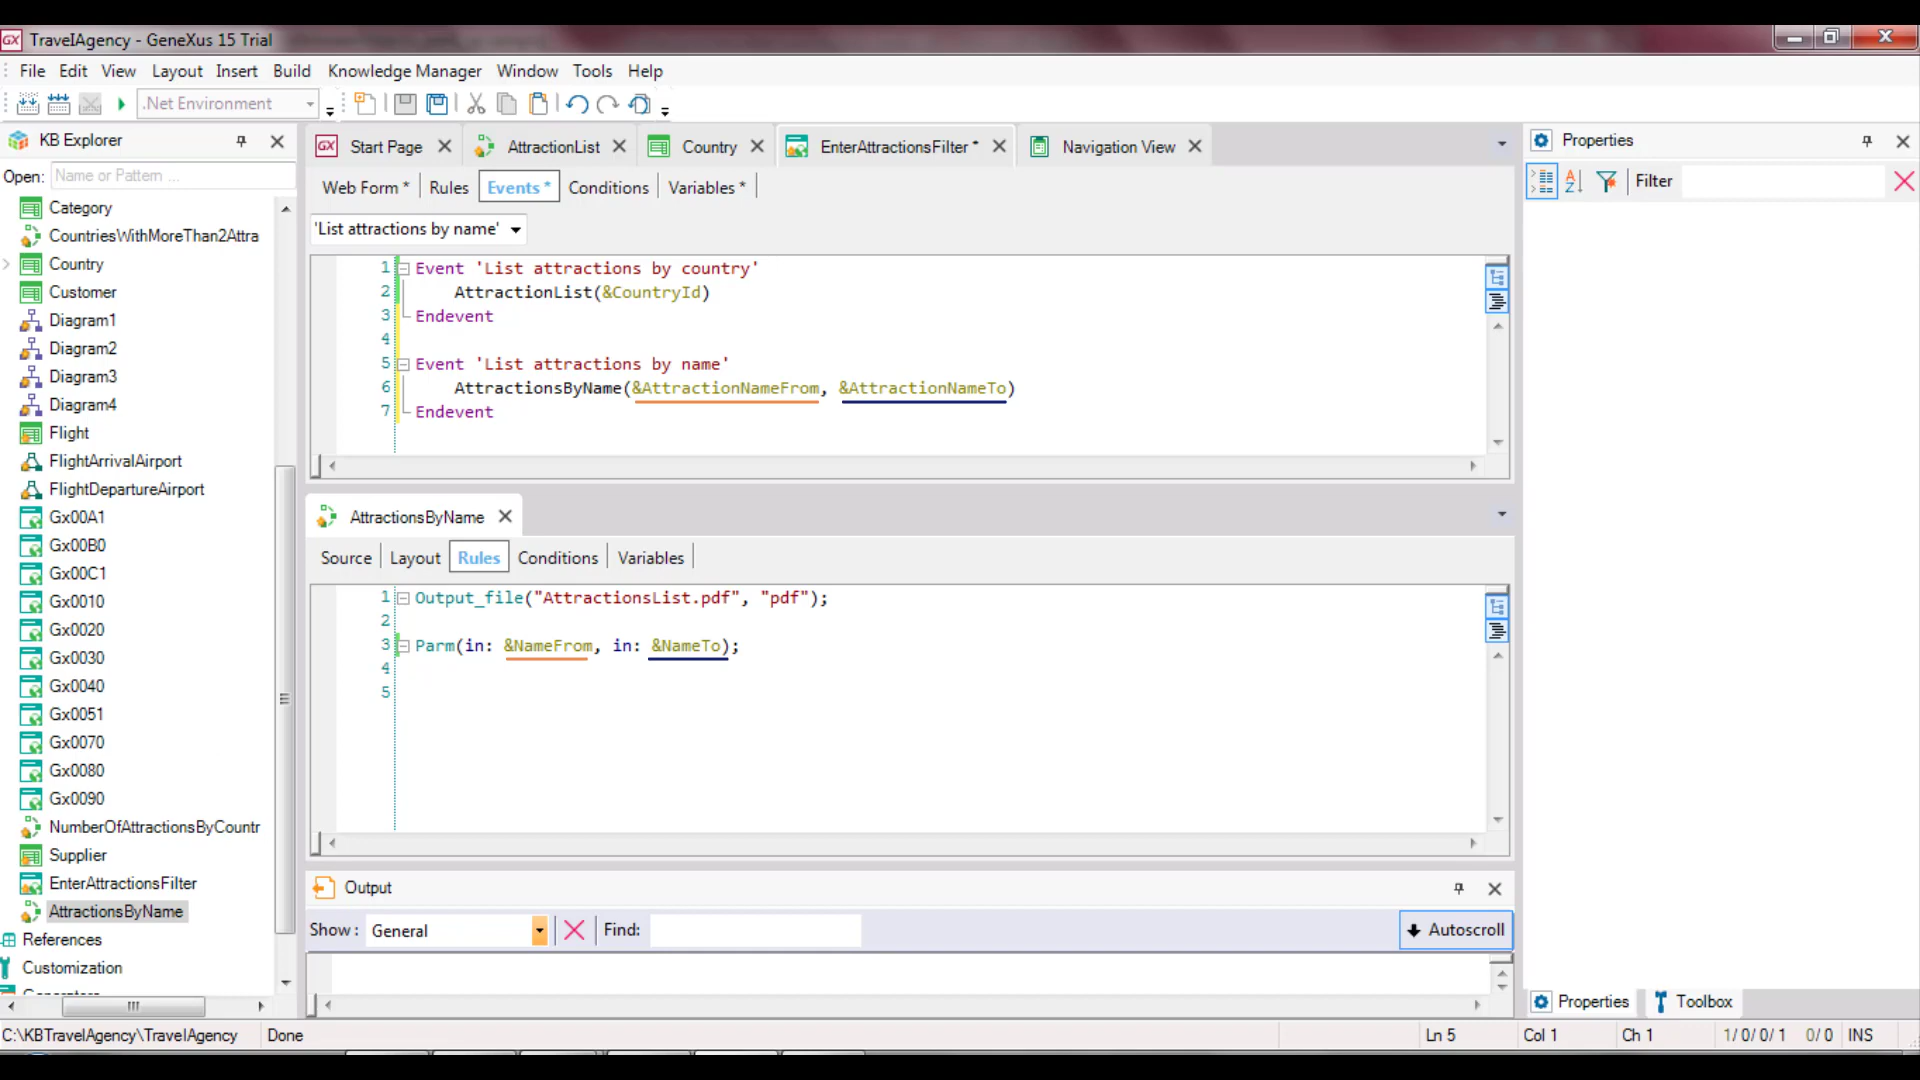 GX TravelAgency - GeneXus 15 Trial
File Edit View Layout Insert Build Knowledge Manager Window Tools Help
.Net Environment
KB Explorer
Open: Name or Pattern ...
Category
CountriesWithMoreThan2Attra
Country
Customer
Diagram1
Diagram2
Diagram3
Diagram4
Flight
FlightArrivalAirport
FlightDepartureAirport
Gx00A1
Gx00B0
Gx00C1
Gx0010
Gx0020
Gx0030
Gx0040
Gx0051
Gx0070
Gx0080
Gx0090
NumberOfAttractionsByCountr
Supplier
EnterAttractionsFilter
AttractionsByName
References
Customization
GX Start Page AttractionList Country EnterAttractionsFilter * Navigation View
Web Form * Rules Events * Conditions Variables *
'List attractions by name'
1 Event 'List attractions by country'
2 AttractionList(&CountryId)
3 Endevent
4
5 Event 'List attractions by name'
6 AttractionsByName(&AttractionNameFrom, &AttractionNameTo)
7 Endevent
AttractionsByName
Source Layout Rules Conditions Variables
1 Output_file("AttractionsList.pdf", "pdf");
2
3 Parm(in: &NameFrom, in: &NameTo);
4
5
Output
Show : General Find: Autoscroll
Properties
A Z Filter
Properties Toolbox
C:\KBTravelAgency\TravelAgency Done Ln 5 Col 1 Ch 1 1/0/0/1 0/0 INS